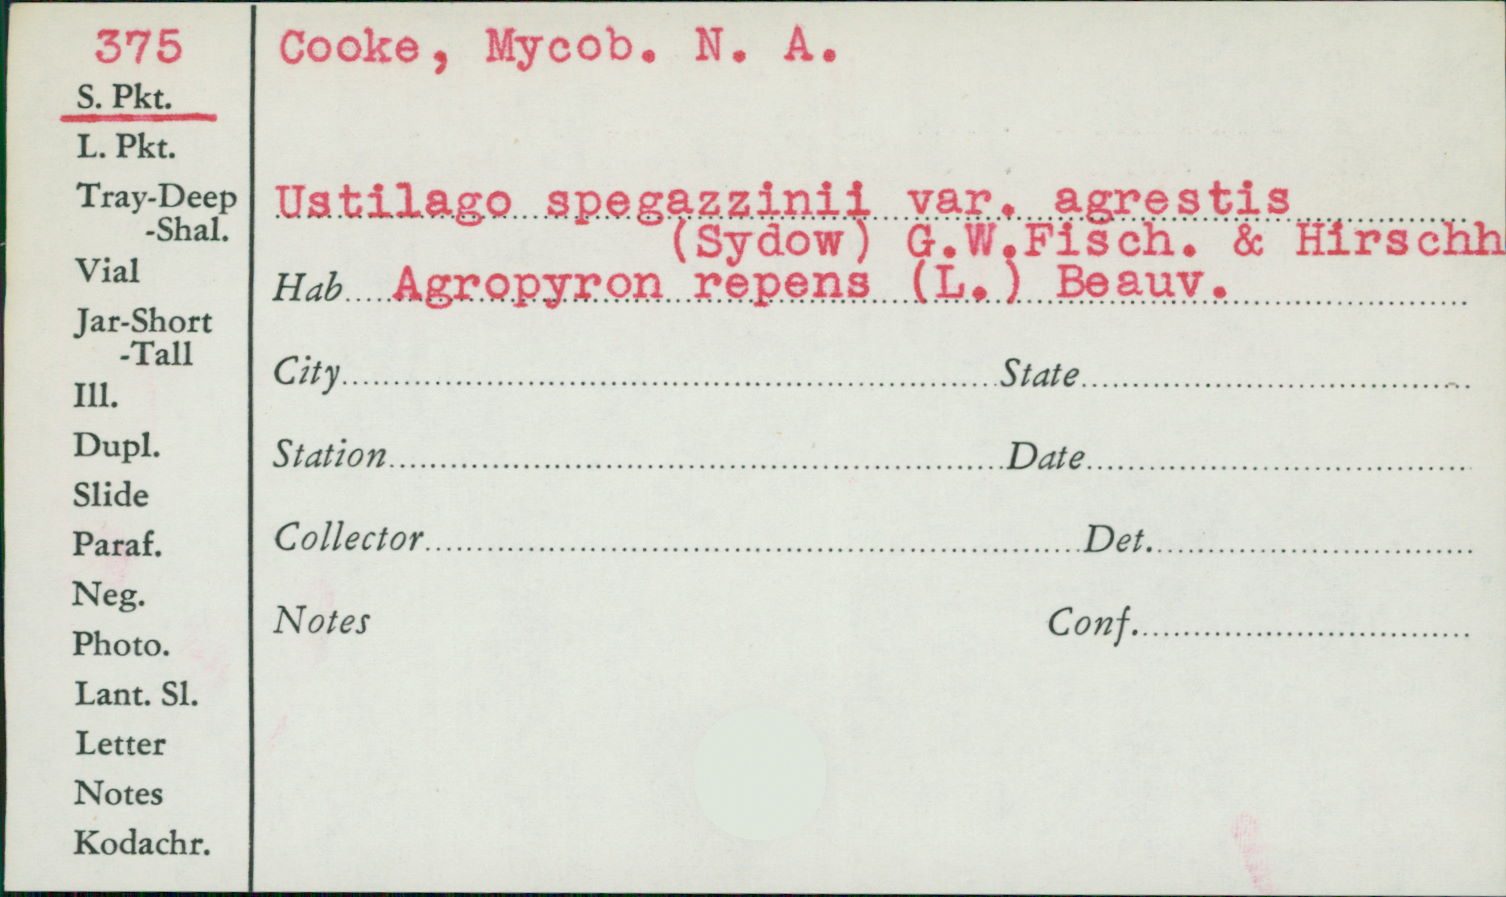 375
S. Pkt.
L. Pkt.
Tray-Deep
-Shal.
Vial
Jar-Short
-Tall
Ill.
Dupl.
Slide
Paraf.
Neg.
Photo.
Lant. Sl.
Letter
Notes
Kodachr.
Cooke, Mycob. N. A.
Ustilago spegazzinii var. agrestis
(Sydow) G.W.Fisch. & Hirschh
Hab Agropyron repens (L.) Beauv.
City State
Station Date
Collector Det.
Notes Conf.